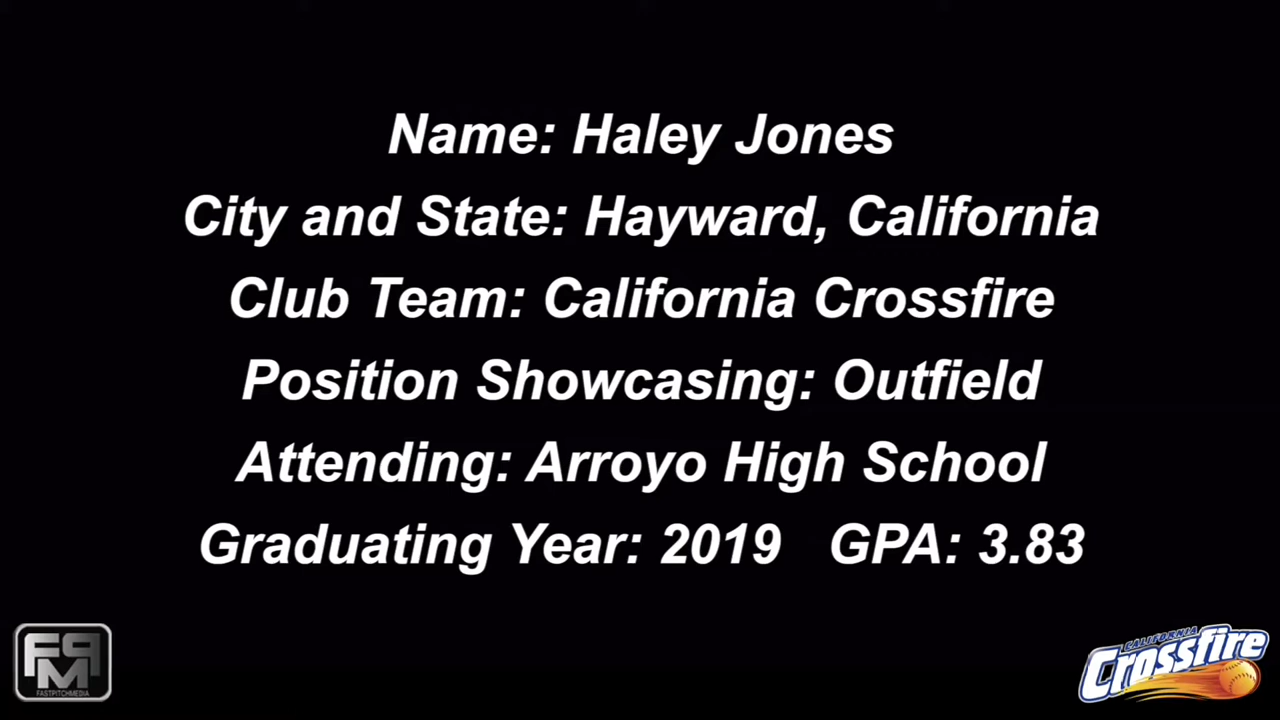 Name: Haley Jones
City and State: Hayward, California
Club Team: California Crossfire
Position Showcasing: Outfield
Attending: Arroyo High School
Graduating Year: 2019 GPA: 3.83
FPM
FASTPITCHMEDIA
CALIFORNIA
Crossfire